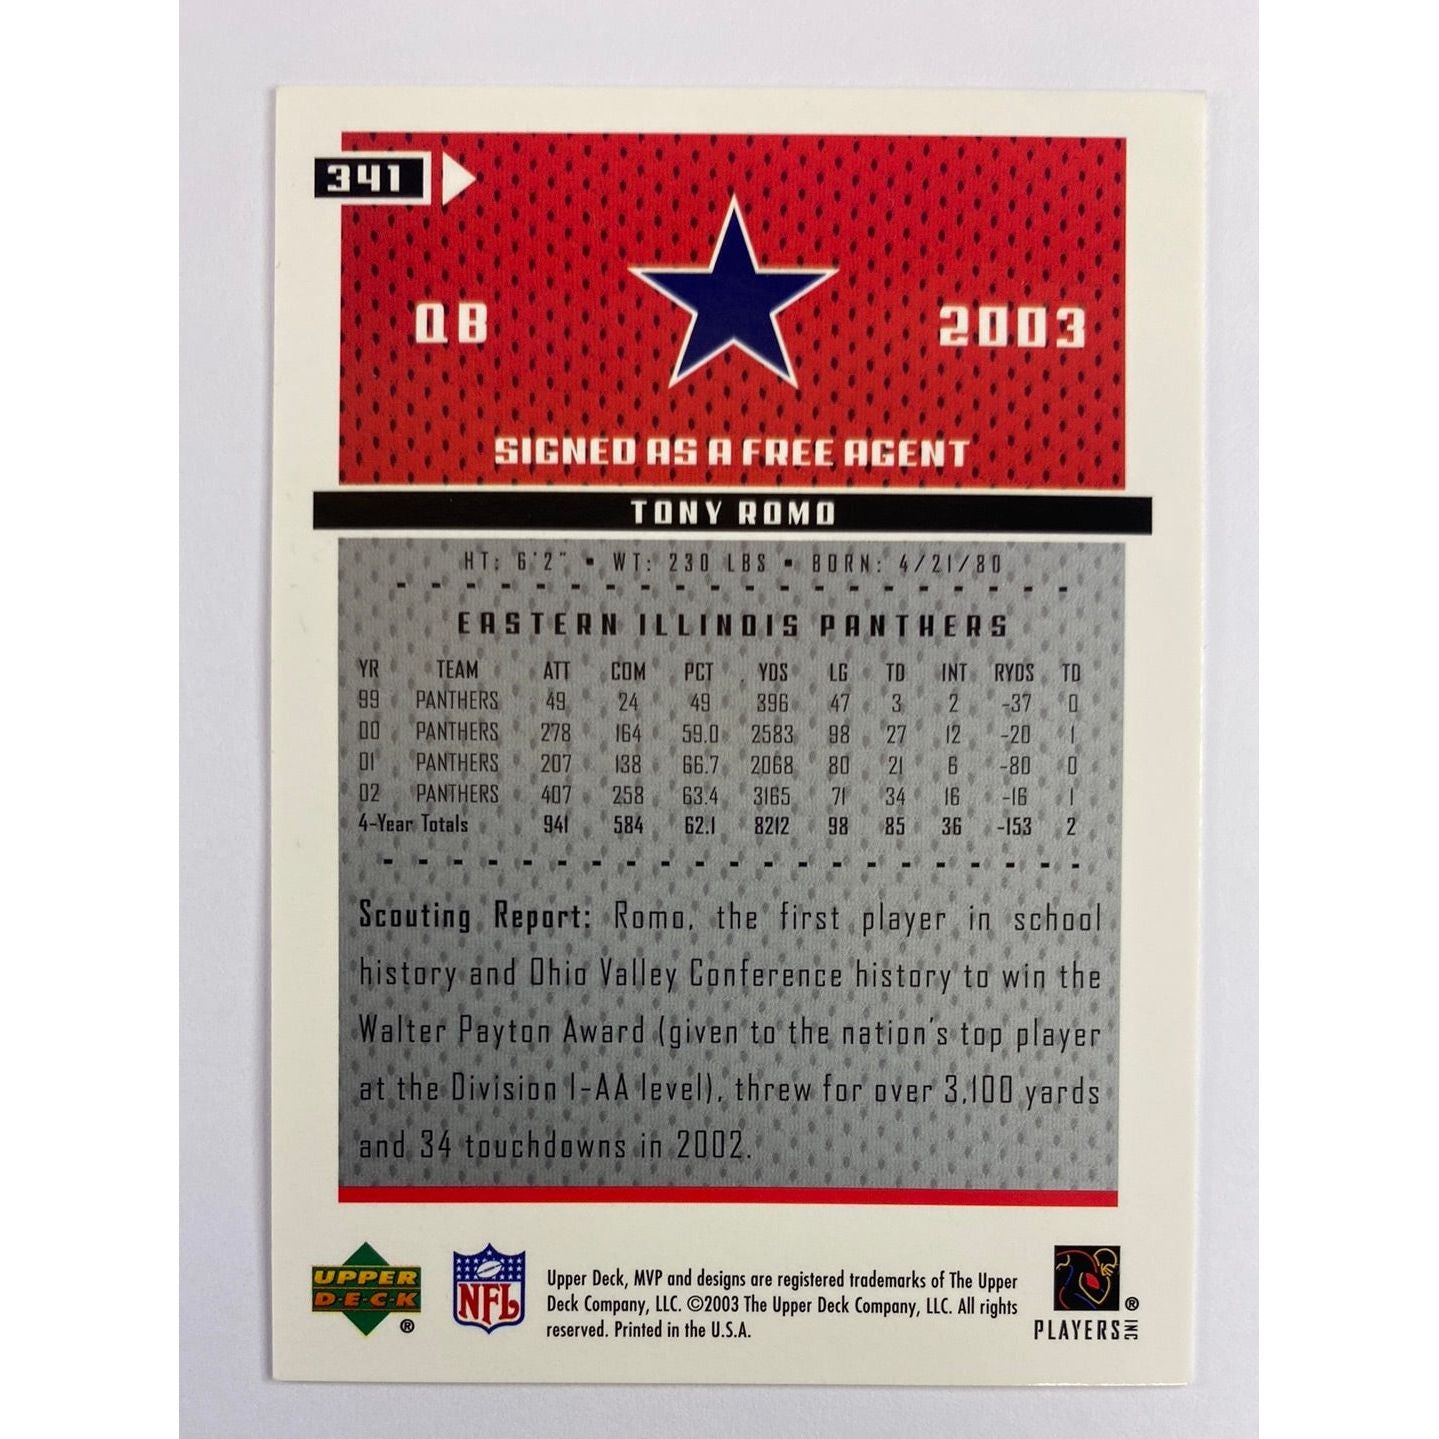 341
QB
2003
SIGNED AS A FREE AGENT
TONY ROMO
HT: 6'2" ▪ WT: 230 LBS ▪ BORN: 4/21/80
EASTERN ILLINOIS PANTHERS
YR TEAM ATT COM PCT YDS LG TD INT RYDS TD
99 PANTHERS 49 24 49 396 47 3 2 -37 0
00 PANTHERS 278 164 59.0 2583 98 27 12 -20 1
01 PANTHERS 207 138 66.7 2068 80 21 6 -80 0
02 PANTHERS 407 258 63.4 3165 71 34 16 -16 1
4-Year Totals 941 584 62.1 8212 98 85 36 -153 2
Scouting Report: Romo, the first player in school
history and Ohio Valley Conference history to win the
Walter Payton Award (given to the nation's top player
at the Division I-AA level), threw for over 3,100 yards
and 34 touchdowns in 2002.
UPPER
D·E·C·K
®
NFL
Upper Deck, MVP and designs are registered trademarks of The Upper
Deck Company, LLC. ©2003 The Upper Deck Company, LLC. All rights
reserved. Printed in the U.S.A.
®
PLAYERS INC